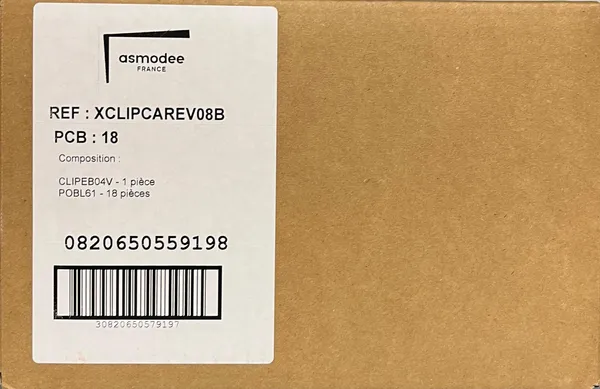 asmodee
FRANCE
REF : XCLIPCAREV08B
PCB : 18
Composition :
CLIPEB04V - 1 pièce
POBL61 - 18 pièces
0820650559198
30820650579197